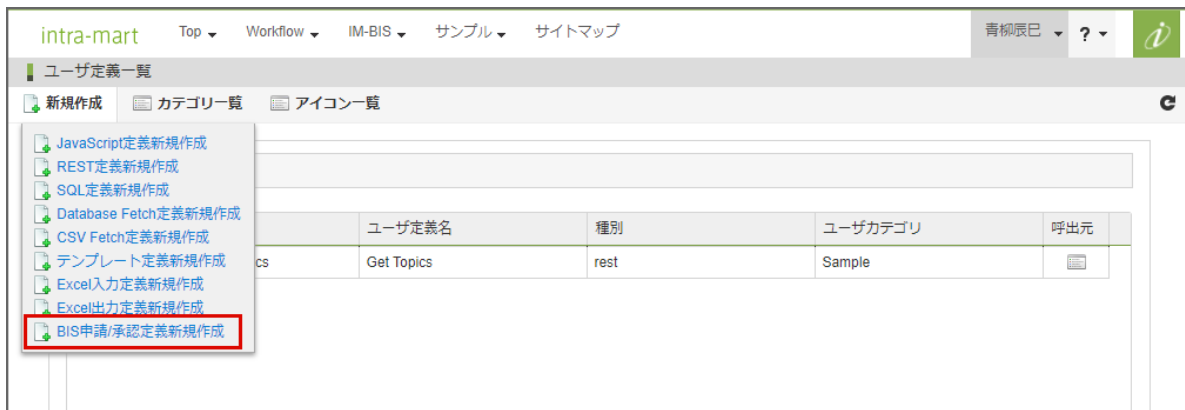 intra-mart Top Workflow IM-BIS サンプル サイトマップ 青柳辰巳 ?
ユーザ定義一覧
新規作成 カテゴリ一覧 アイコン一覧
JavaScript定義新規作成
REST定義新規作成
SQL定義新規作成
Database Fetch定義新規作成
CSV Fetch定義新規作成
テンプレート定義新規作成
Excel入力定義新規作成
Excel出力定義新規作成
BIS申請/承認定義新規作成
ユーザ定義名 種別 ユーザカテゴリ 呼出元
cs Get Topics rest Sample